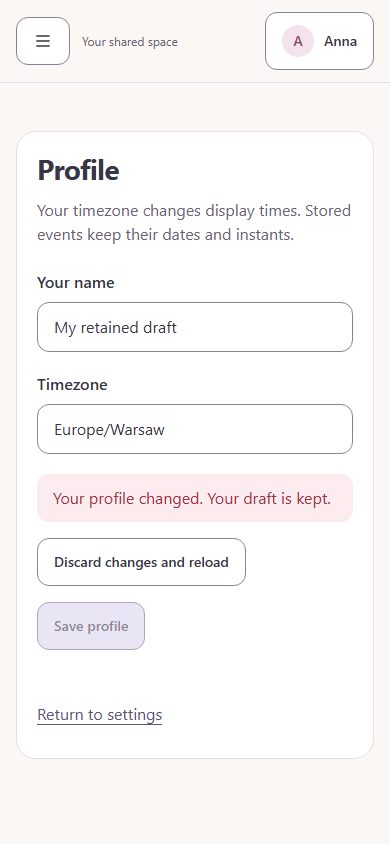 Your shared space
A
Anna
Profile
Your timezone changes display times. Stored
events keep their dates and instants.
Your name
My retained draft
Timezone
Europe/Warsaw
Your profile changed. Your draft is kept.
Discard changes and reload
Save profile
Return to settings